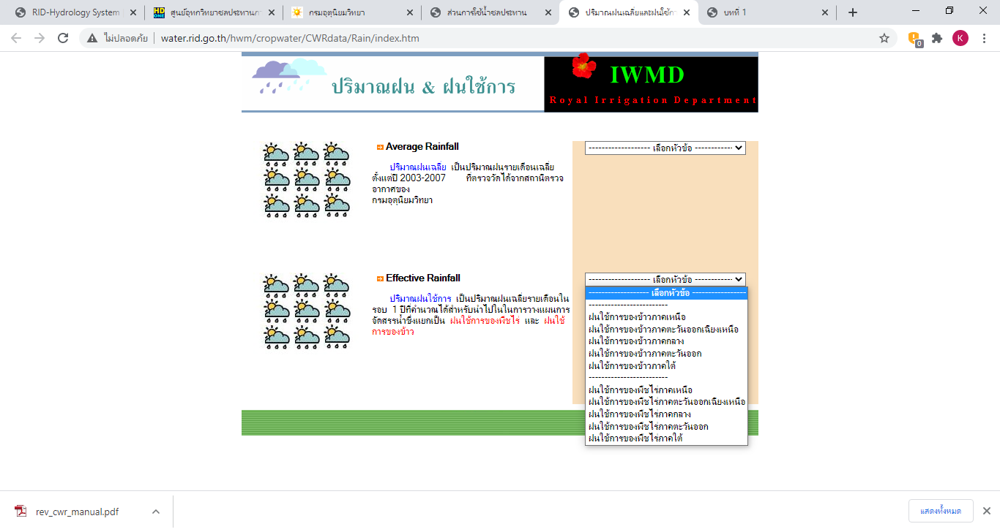 RID-Hydrology System
ศูนย์อุทกวิทยาชลประทานภา
กรมอุตุนิยมวิทยา
ส่วนการใช้น้ำชลประทาน
ปริมาณฝนเฉลี่ยและฝนใช้กา
บทที่ 1
ไม่ปลอดภัย
water.rid.go.th/hwm/cropwater/CWRdata/Rain/index.htm
0
K
ปริมาณฝน & ฝนใช้การ
IWMD
Royal Irrigation Department
Average Rainfall
ปริมาณฝนเฉลี่ย เป็นปริมาณฝนรายเดือนเฉลี่ย
ตั้งแต่ปี 2003-2007 ที่ตรวจวัดได้จากสถานีตรวจ
อากาศของ
กรมอุตุนิยมวิทยา
------------------- เลือกหัวข้อ ------------
Effective Rainfall
ปริมาณฝนใช้การ เป็นปริมาณฝนเฉลี่ยรายเดือนใน
รอบ 1 ปีที่คำนวณได้สำหรับนำไปในในการวางแผนการ
จัดสรรน้ำซึ่งแยกเป็น ฝนใช้การของพืชไร่ และ ฝนใช้
การของข้าว
------------------- เลือกหัวข้อ ------------
------------------- เลือกหัวข้อ -----------------
-------------------------
ฝนใช้การของข้าวภาคเหนือ
ฝนใช้การของข้าวภาคตะวันออกเฉียงเหนือ
ฝนใช้การของข้าวภาคกลาง
ฝนใช้การของข้าวภาคตะวันออก
ฝนใช้การของข้าวภาคใต้
-------------------------
ฝนใช้การของพืชไร่ภาคเหนือ
ฝนใช้การของพืชไร่ภาคตะวันออกเฉียงเหนือ
ฝนใช้การของพืชไร่ภาคกลาง
ฝนใช้การของพืชไร่ภาคตะวันออก
ฝนใช้การของพืชไร่ภาคใต้
rev_cwr_manual.pdf
แสดงทั้งหมด